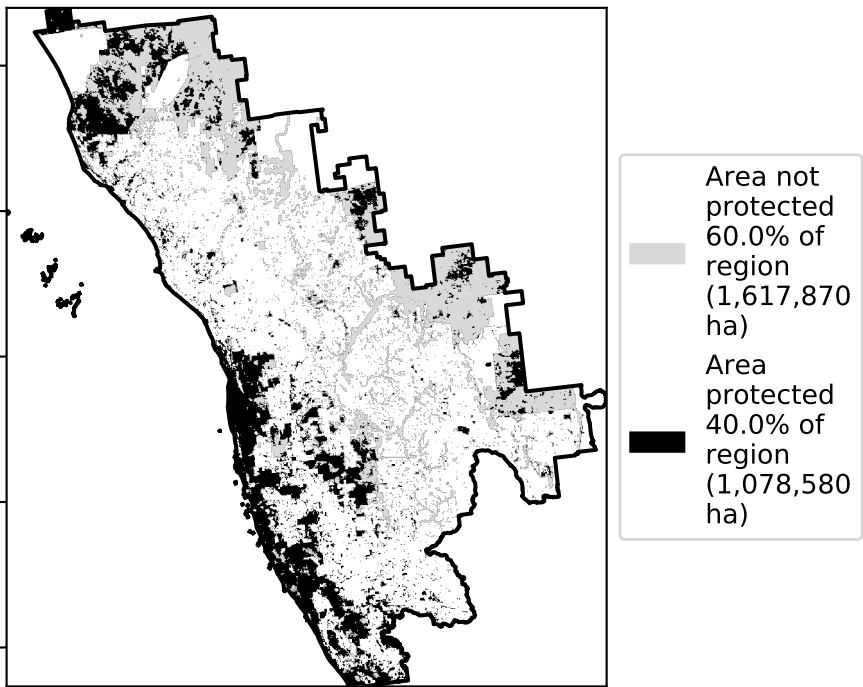 Area not
protected
60.0% of
region
(1,617,870
ha)
Area
protected
40.0% of
region
(1,078,580
ha)